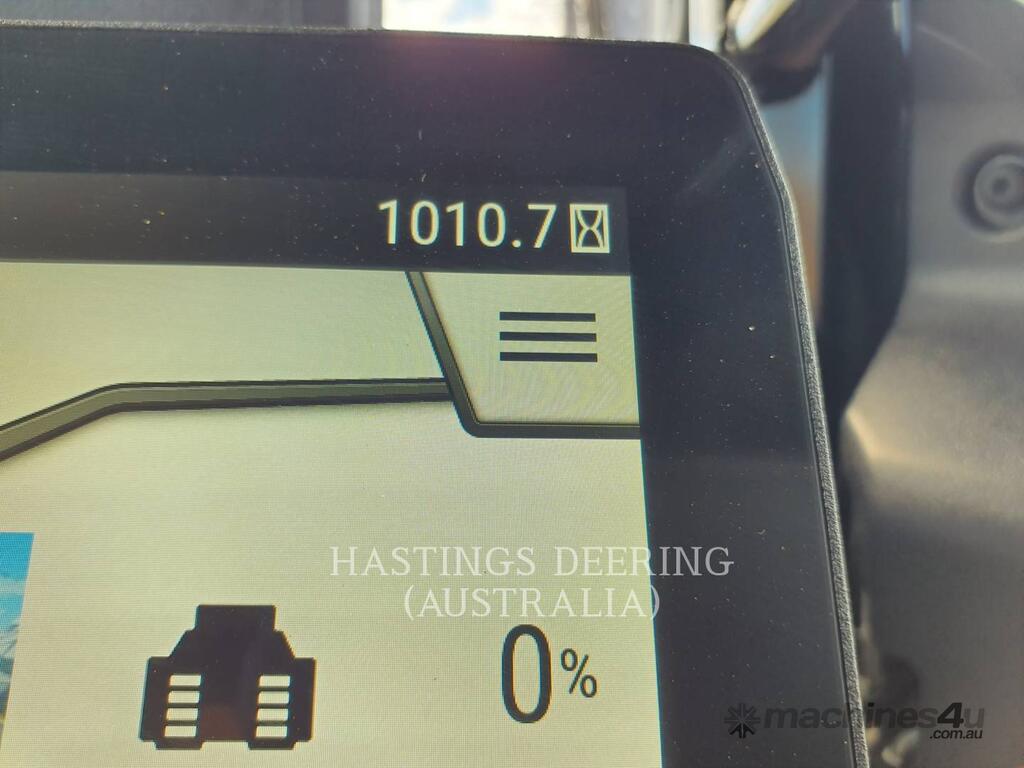 1010.7
HASTINGS DEERING
(AUSTRALIA)
0%
machines4u
.com.au